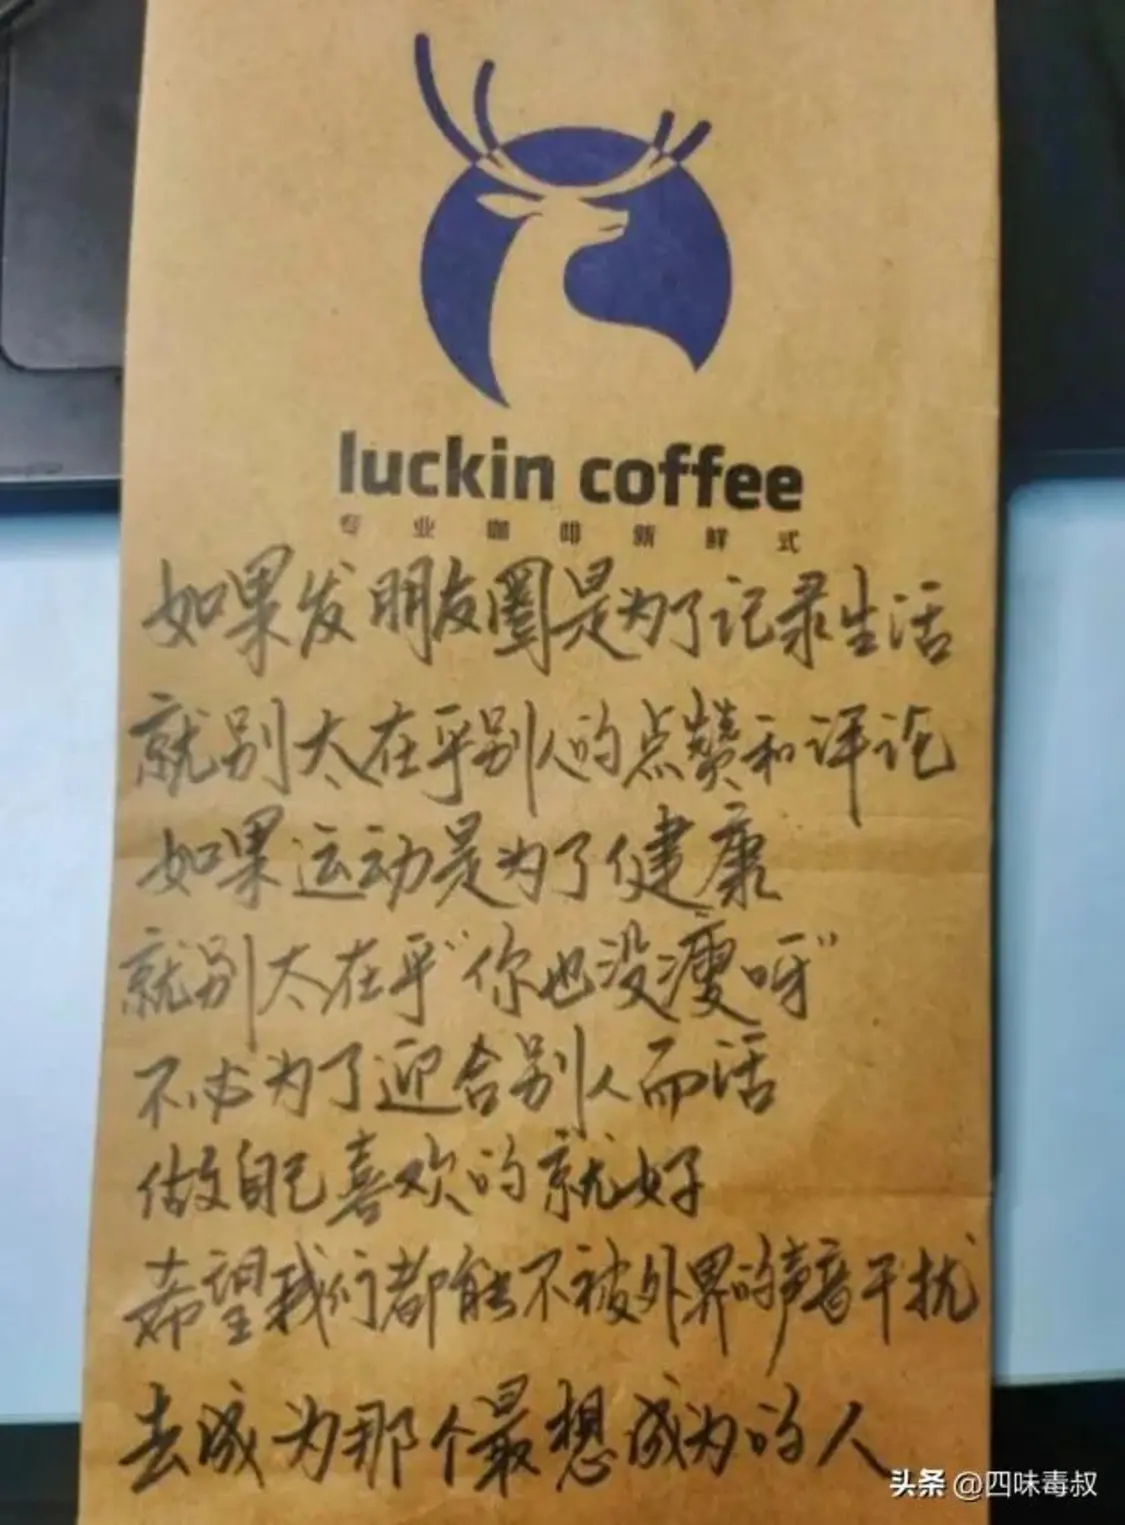 luckin coffee
专业咖啡新鲜式
如果发朋友圈是为了记录生活
就别太在乎别人的点赞和评论
如果运动是为了健康
就别太在乎“你也没瘦呀”
不必为了迎合别人而活
做自己喜欢的就好
希望我们都能不被外界的声音干扰
去成为那个最想成为的人
头条 @四味毒叔